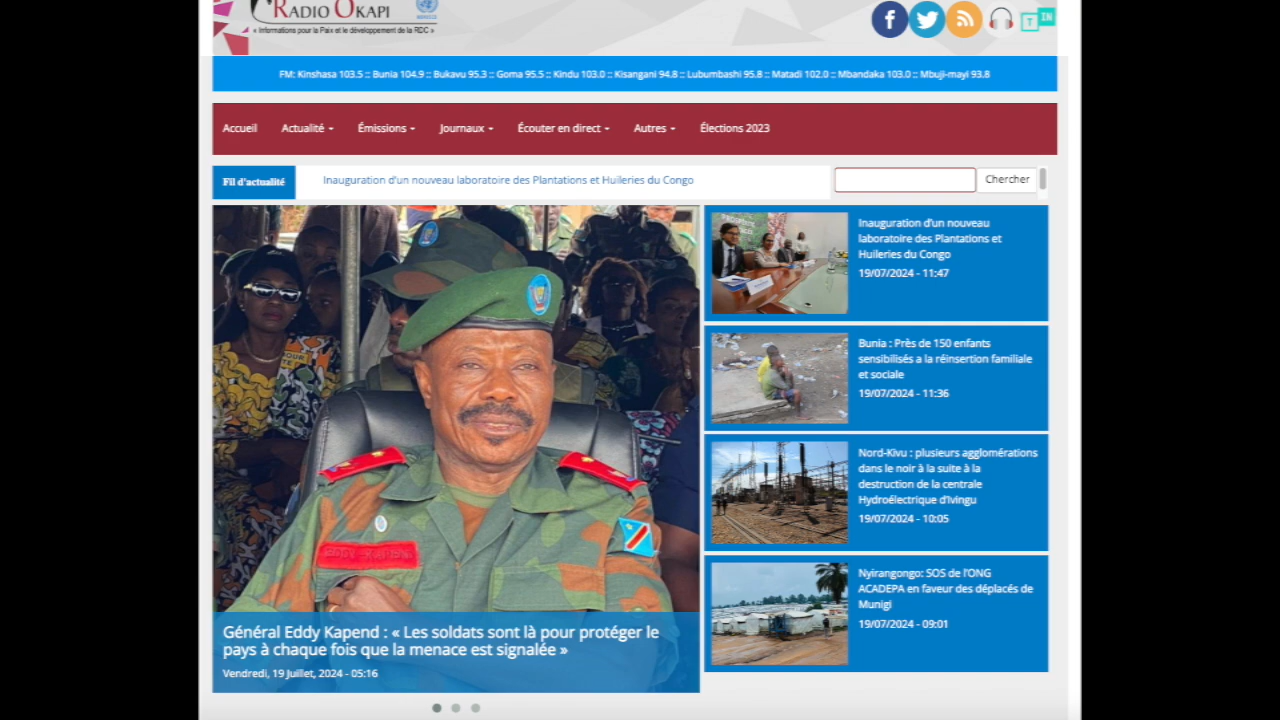 RADIO OKAPI
« Informations pour la Paix et le développement de la RDC »
T IN
FM: Kinshasa 103.5 :: Bunia 104.9 :: Bukavu 95.3 :: Goma 95.5 :: Kindu 103.0 :: Kisangani 94.8 :: Lubumbashi 95.8 :: Matadi 102.0 :: Mbandaka 103.0 :: Mbuji-mayi 93.8
Accueil Actualité Émissions Journaux Écouter en direct Autres Élections 2023
Fil d'actualité Inauguration d'un nouveau laboratoire des Plantations et Huileries du Congo Chercher
EDDY KAPEND
Général Eddy Kapend : « Les soldats sont là pour protéger le
pays à chaque fois que la menace est signalée »
Vendredi, 19 Juillet, 2024 - 05:16
Inauguration d'un nouveau
laboratoire des Plantations et
Huileries du Congo
19/07/2024 - 11:47
Bunia : Près de 150 enfants
sensibilisés a la réinsertion familiale
et sociale
19/07/2024 - 11:36
Nord-Kivu : plusieurs agglomérations
dans le noir à la suite à la
destruction de la centrale
Hydroélectrique d'Ivingu
19/07/2024 - 10:05
Nyirangongo: SOS de l'ONG
ACADEPA en faveur des déplacés de
Munigi
19/07/2024 - 09:01